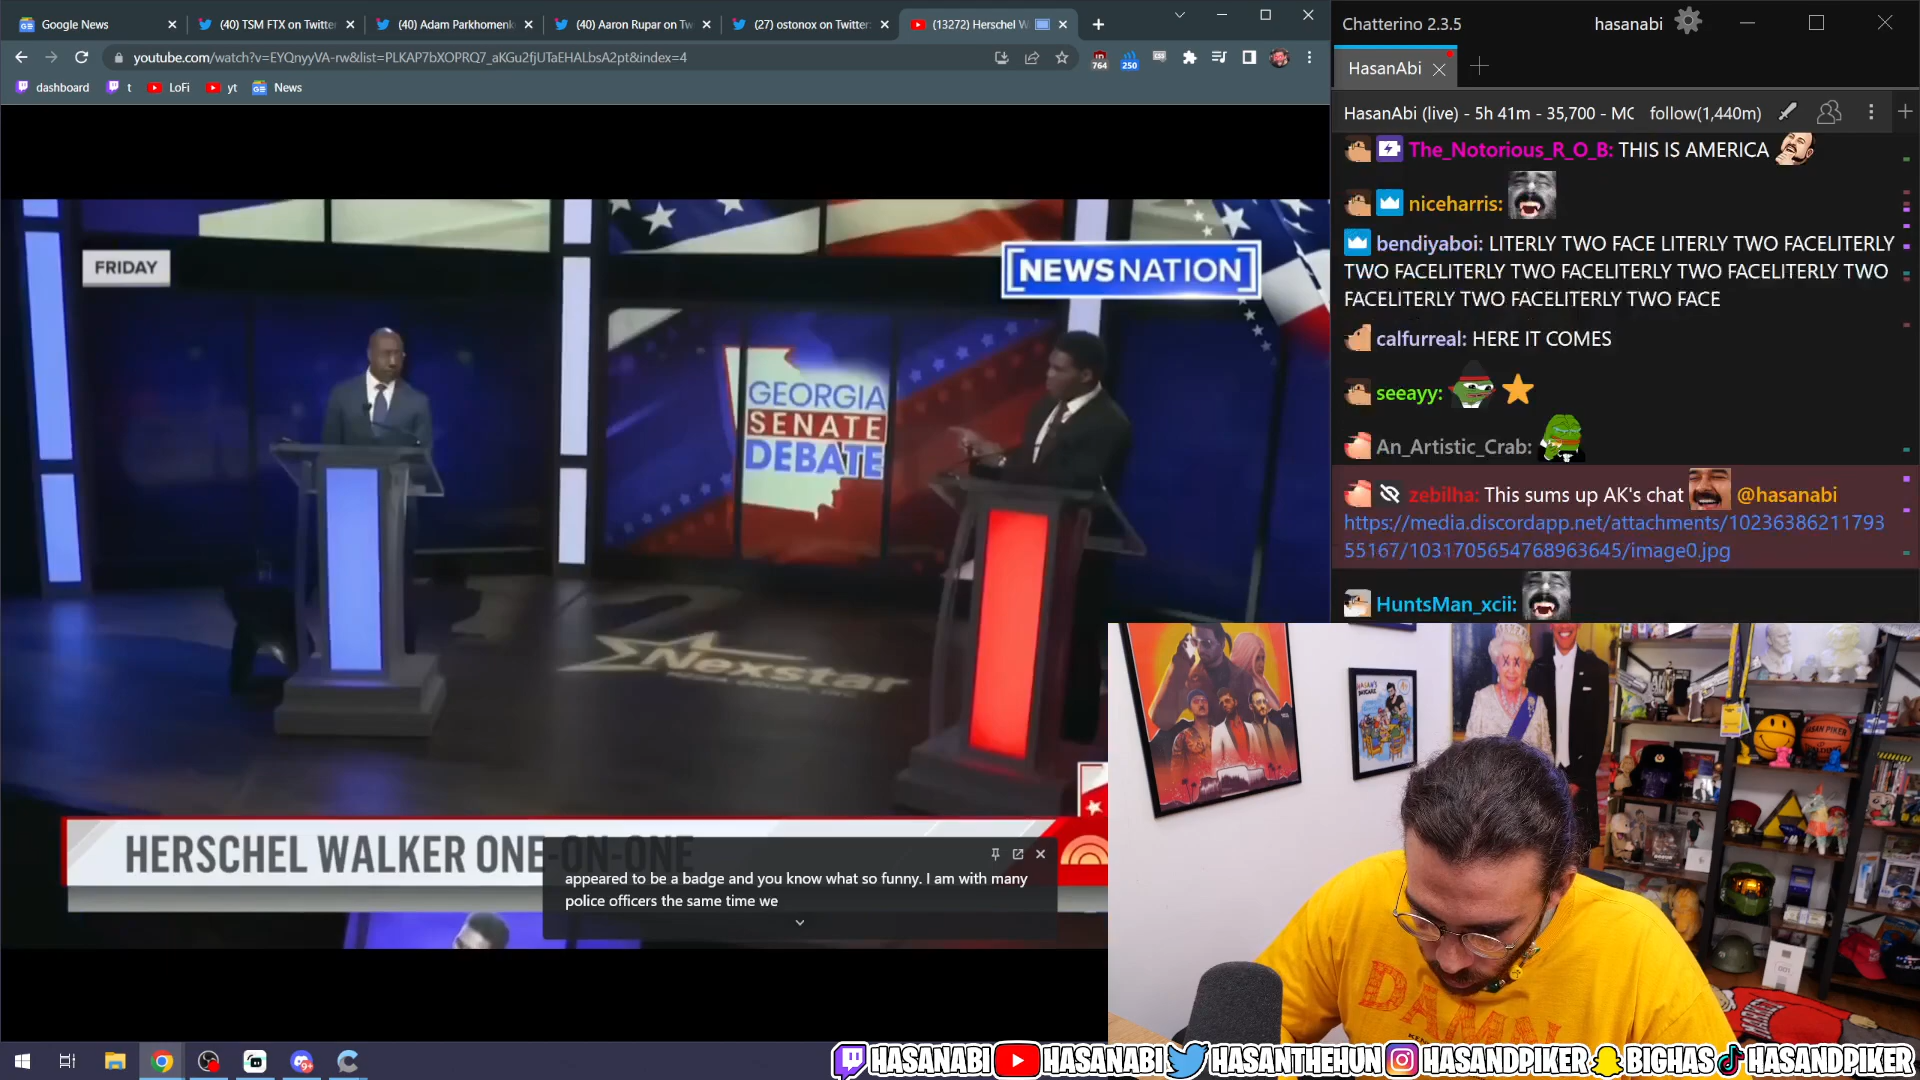 Google News
(40) TSM FTX on Twitter
(40) Adam Parkhomenk
(40) Aaron Rupar on Tw
(27) ostonox on Twitter:
(13272) Herschel W
youtube.com/watch?v=EYQnyyVA-rw&list=PLKAP7bXOPRQ7_aKGu2fjUTaEHALbsA2pt&index=4
764
250
dashboard
t
LoFi
yt
News
FRIDAY
NEWSNATION
GEORGIA
SENATE
DEBATE
Nexstar
HERSCHEL WALKER ONE-ON-ONE
appeared to be a badge and you know what so funny. I am with many
police officers the same time we
Chatterino 2.3.5
hasanabi
HasanAbi
HasanAbi (live) - 5h 41m - 35,700 - MC
follow(1,440m)
The_Notorious_R_O_B: THIS IS AMERICA
niceharris:
bendiyaboi: LITERLY TWO FACE LITERLY TWO FACELITERLY
TWO FACELITERLY TWO FACELITERLY TWO FACELITERLY TWO
FACELITERLY TWO FACELITERLY TWO FACE
calfurreal: HERE IT COMES
seeayy:
An_Artistic_Crab:
zebilha: This sums up AK's chat @hasanabi
https://media.discordapp.net/attachments/10236386211793
55167/1031705654768963645/image0.jpg
HuntsMan_xcii:
DAMN
HASANABI
HASANABI
HASANTHEHUN
HASANDPIKER
BIGHAS
HASANDPIKER